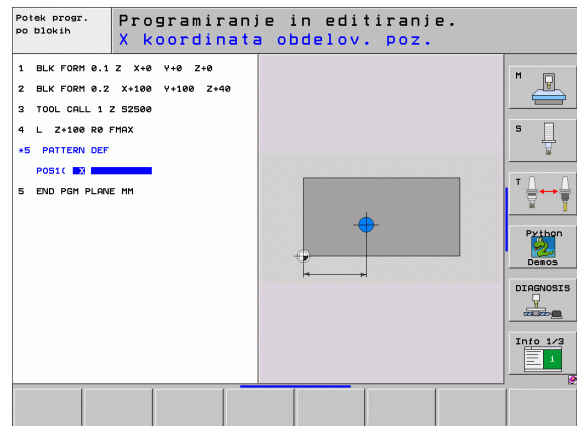 Potek progr.
po blokih
Programiranje in editiranje.
X koordinata obdelov. poz.
1 BLK FORM 0.1 Z X+0 Y+0 Z+0
2 BLK FORM 0.2 X+100 Y+100 Z+40
3 TOOL CALL 1 Z S2500
4 L Z+100 R0 FMAX
*5 PATTERN DEF
POS1( X
5 END PGM PLANE MM
M
S
T
Python
Demos
DIAGNOSIS
Info 1/3
i